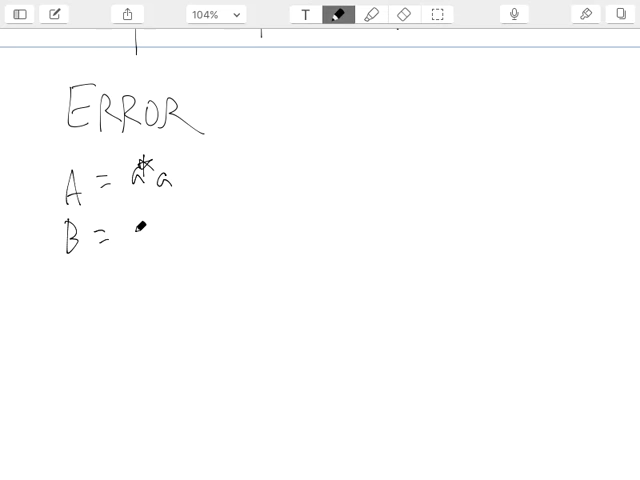 104%
T
ERROR
A = a* a
B =